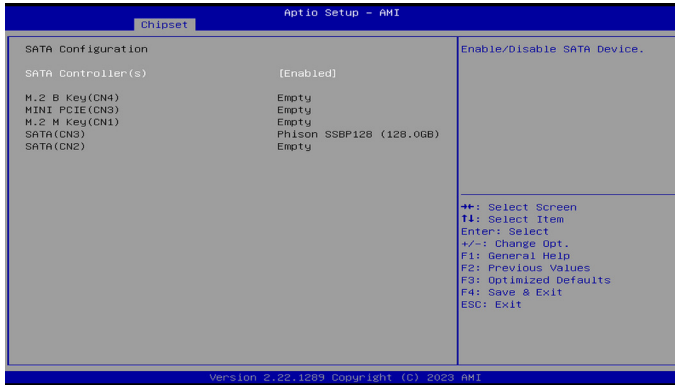 Aptio Setup – AMI
Chipset
SATA Configuration
SATA Controller(s) [Enabled]
M.2 B Key(CN4) Empty
MINI PCIE(CN3) Empty
M.2 M Key(CN1) Empty
SATA(CN3) Phison SSBP128 (128.0GB)
SATA(CN2) Empty
Enable/Disable SATA Device.
→←: Select Screen
↑↓: Select Item
Enter: Select
+/-: Change Opt.
F1: General Help
F2: Previous Values
F3: Optimized Defaults
F4: Save & Exit
ESC: Exit
Version 2.22.1289 Copyright (C) 2023 AMI